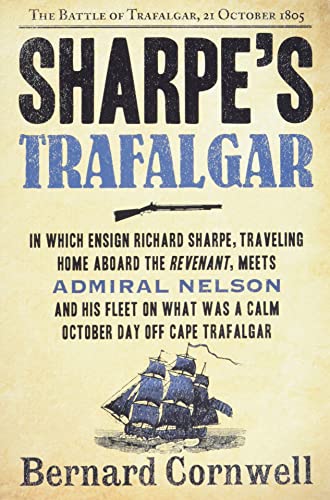 The Battle of Trafalgar, 21 October 1805
SHARPE'S
TRAFALGAR
IN WHICH ENSIGN RICHARD SHARPE, TRAVELING
HOME ABOARD THE REVENANT, MEETS
ADMIRAL NELSON
AND HIS FLEET ON WHAT WAS A CALM
OCTOBER DAY OFF CAPE TRAFALGAR
Bernard Cornwell